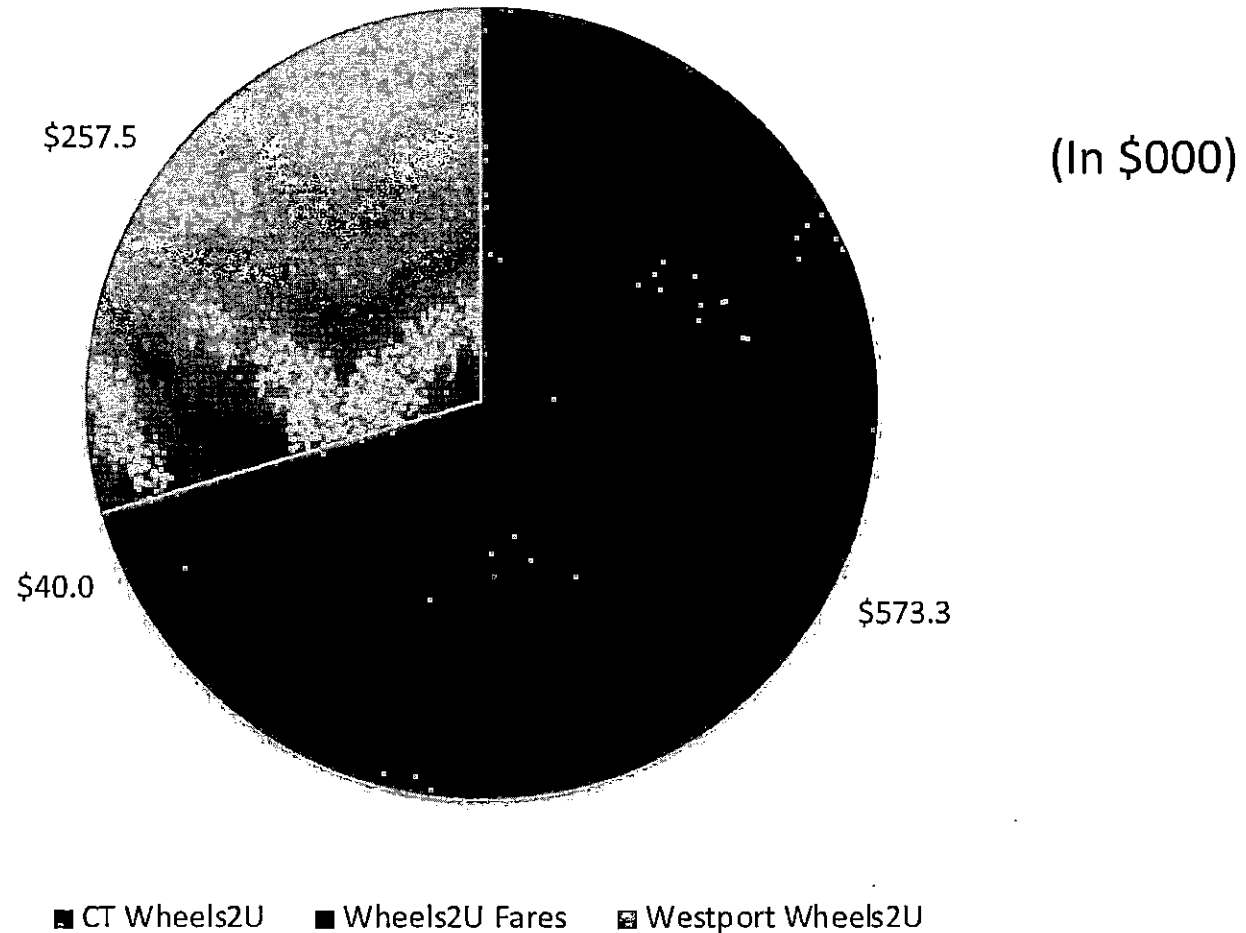 $257.5
(In $000)
$40.0
$573.3
CT Wheels2U
Wheels2U Fares
Westport Wheels2U